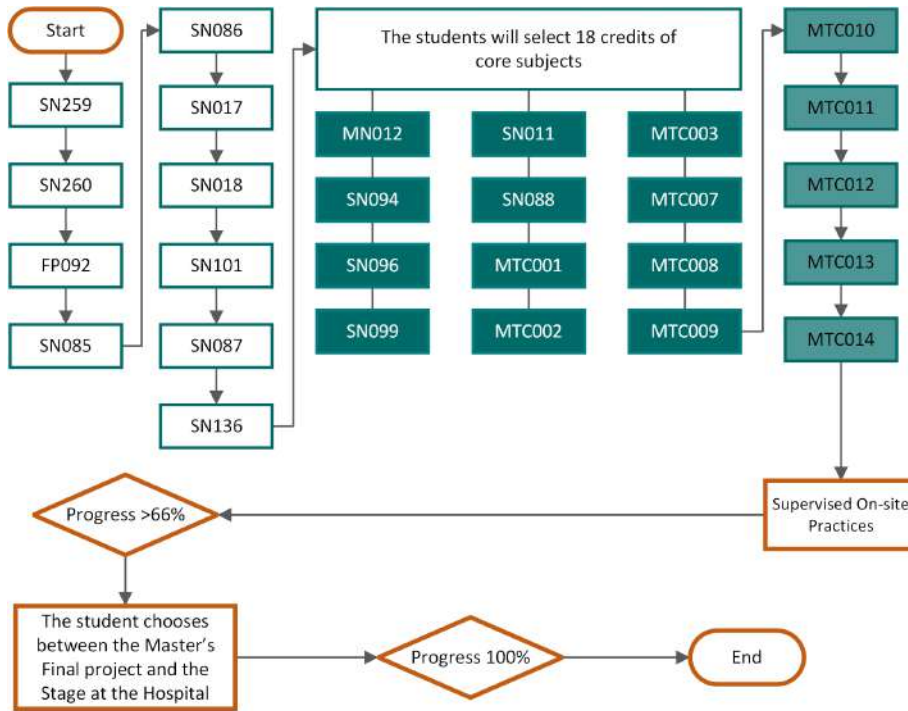 Start
SN259
SN260
FP092
SN085
SN086
SN017
SN018
SN101
SN087
SN136
The students will select 18 credits of
core subjects
MN012
SN094
SN096
SN099
SN011
SN088
MTC001
MTC002
MTC003
MTC007
MTC008
MTC009
MTC010
MTC011
MTC012
MTC013
MTC014
Supervised On-site
Practices
Progress >66%
The student chooses
between the Master's
Final project and the
Stage at the Hospital
Progress 100%
End